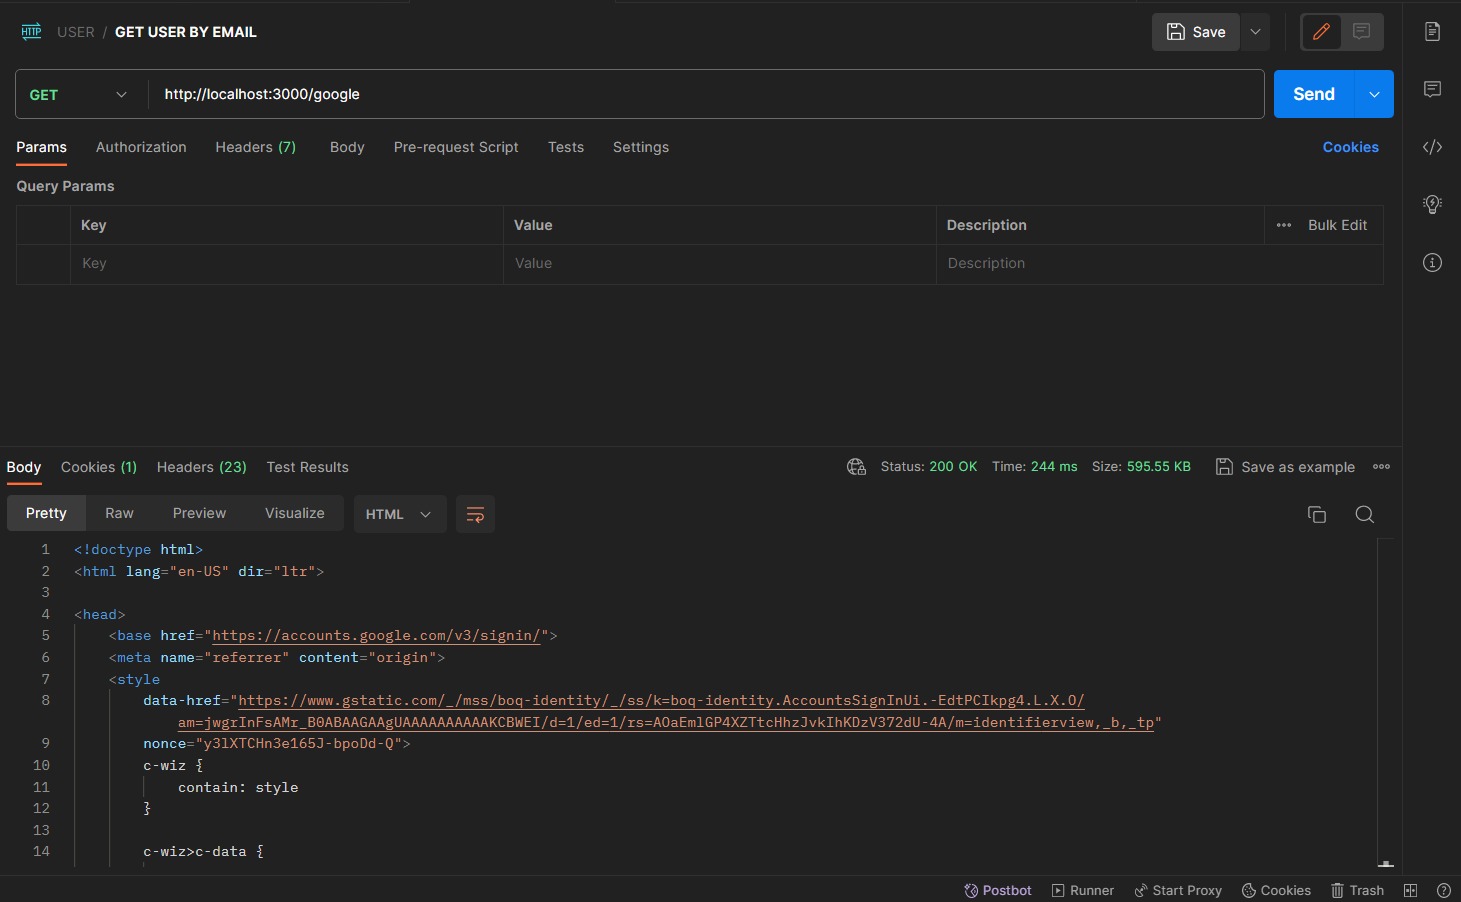 HTTP USER / GET USER BY EMAIL Save
GET http://localhost:3000/google Send
Params Authorization Headers (7) Body Pre-request Script Tests Settings Cookies
Query Params
Key Value Description ••• Bulk Edit
Key Value Description
Body Cookies (1) Headers (23) Test Results Status: 200 OK Time: 244 ms Size: 595.55 KB Save as example
Pretty Raw Preview Visualize HTML
1 <!doctype html>
2 <html lang="en-US" dir="ltr">
3
4 <head>
5 <base href="https://accounts.google.com/v3/signin/">
6 <meta name="referrer" content="origin">
7 <style
8 data-href="https://www.gstatic.com/_/mss/boq-identity/_/ss/k=boq-identity.AccountsSignInUi.-EdtPCIkpg4.L.X.O/
am=jwgrInFsAMr_B0ABAAGAAgUAAAAAAAAAAKCBWEI/d=1/ed=1/rs=AOaEmlGP4XZTtcHhzJvkIhKDzV372dU-4A/m=identifierview,_b,_tp"
9 nonce="y3lXTCHn3e165J-bpoDd-Q">
10 c-wiz {
11 contain: style
12 }
13
14 c-wiz>c-data {
Postbot Runner Start Proxy Cookies Trash